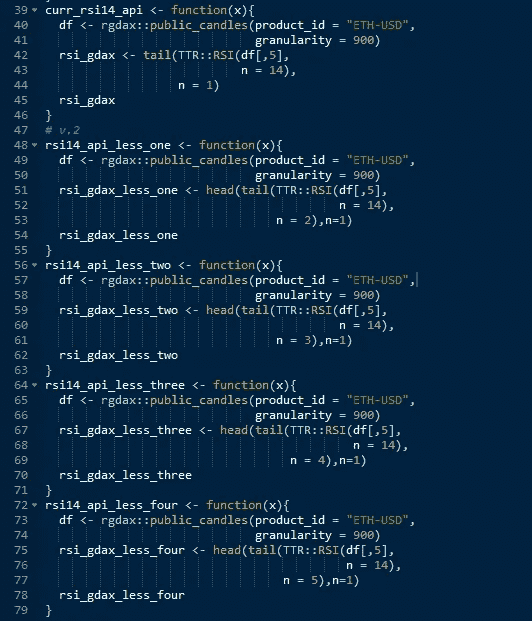 39 curr_rsi14_api <- function(x){
40   df <- rgdax::public_candles(product_id = "ETH-USD",
41                               granularity = 900)
42   rsi_gdax <- tail(TTR::RSI(df[,5],
43                             n = 14),
44                    n = 1)
45   rsi_gdax
46 }
47 # v.2
48 rsi14_api_less_one <- function(x){
49   df <- rgdax::public_candles(product_id = "ETH-USD",
50                               granularity = 900)
51   rsi_gdax_less_one <- head(tail(TTR::RSI(df[,5],
52                                           n = 14),
53                                  n = 2),n=1)
54   rsi_gdax_less_one
55 }
56 rsi14_api_less_two <- function(x){
57   df <- rgdax::public_candles(product_id = "ETH-USD",
58                               granularity = 900)
59   rsi_gdax_less_two <- head(tail(TTR::RSI(df[,5],
60                                           n = 14),
61                                  n = 3),n=1)
62   rsi_gdax_less_two
63 }
64 rsi14_api_less_three <- function(x){
65   df <- rgdax::public_candles(product_id = "ETH-USD",
66                               granularity = 900)
67   rsi_gdax_less_three <- head(tail(TTR::RSI(df[,5],
68                                             n = 14),
69                                    n = 4),n=1)
70   rsi_gdax_less_three
71 }
72 rsi14_api_less_four <- function(x){
73   df <- rgdax::public_candles(product_id = "ETH-USD",
74                               granularity = 900)
75   rsi_gdax_less_four <- head(tail(TTR::RSI(df[,5],
76                                            n = 14),
77                                   n = 5),n=1)
78   rsi_gdax_less_four
79 }